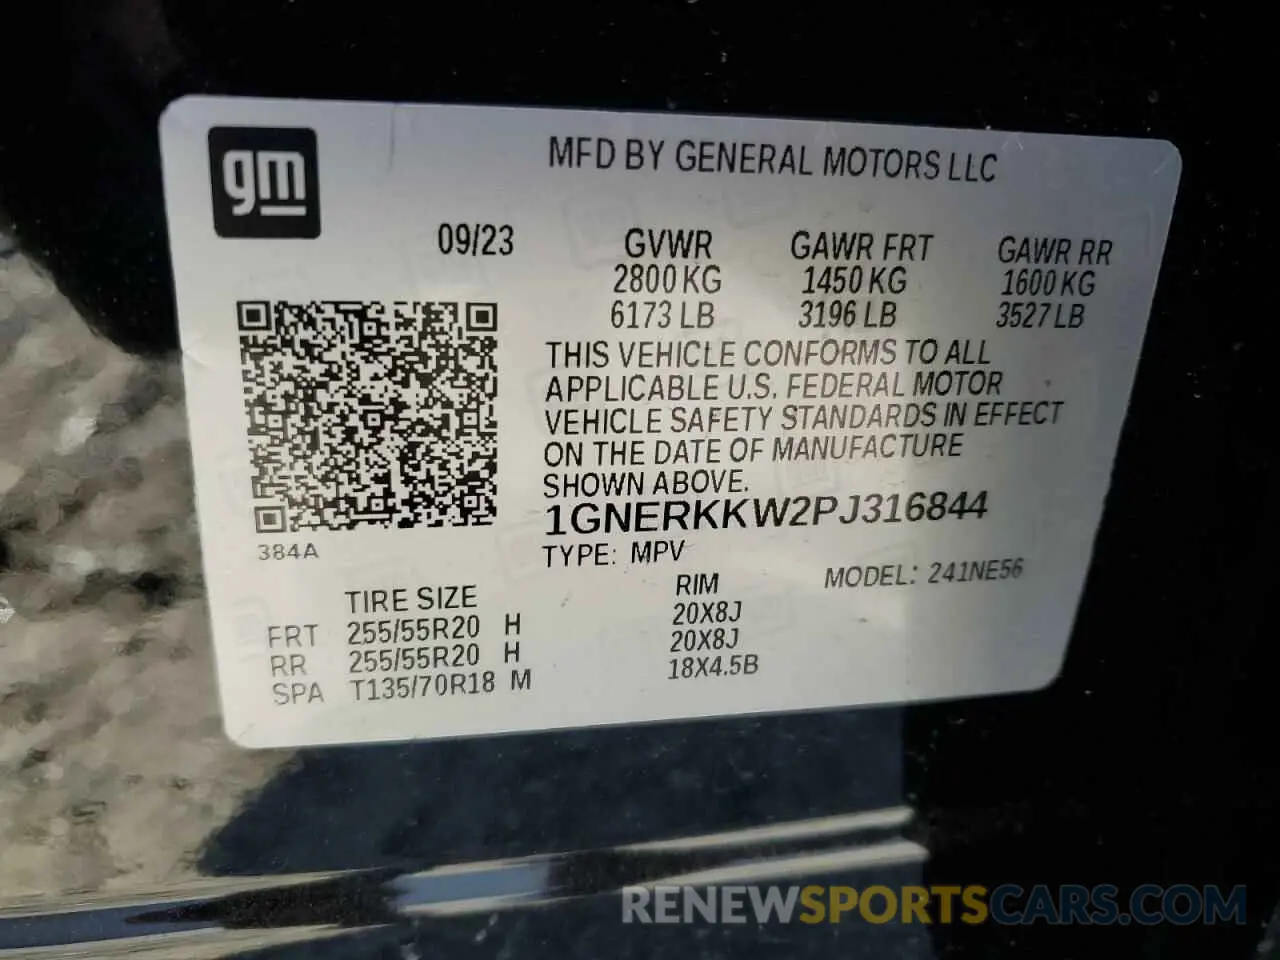 gm
MFD BY GENERAL MOTORS LLC
09/23 GVWR GAWR FRT GAWR RR
2800 KG 1450 KG 1600 KG
6173 LB 3196 LB 3527 LB
THIS VEHICLE CONFORMS TO ALL
APPLICABLE U.S. FEDERAL MOTOR
VEHICLE SAFETY STANDARDS IN EFFECT
ON THE DATE OF MANUFACTURE
SHOWN ABOVE.
1GNERKKW2PJ316844
384A
TYPE: MPV
MODEL: 241NE56
TIRE SIZE RIM
FRT 255/55R20 H 20X8J
RR 255/55R20 H 20X8J
SPA T135/70R18 M 18X4.5B
RENEWSPORTSCARS.COM